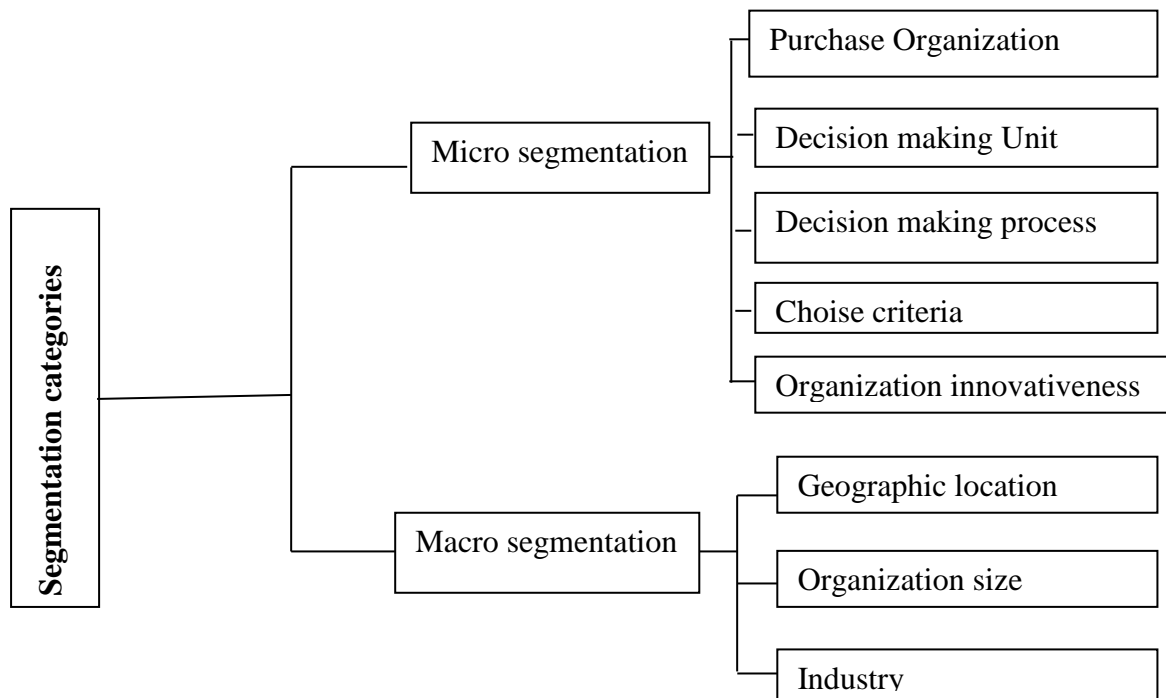 Segmentation categories
Micro segmentation
Purchase Organization
Decision making Unit
Decision making process
Choise criteria
Organization innovativeness
Macro segmentation
Geographic location
Organization size
Industry